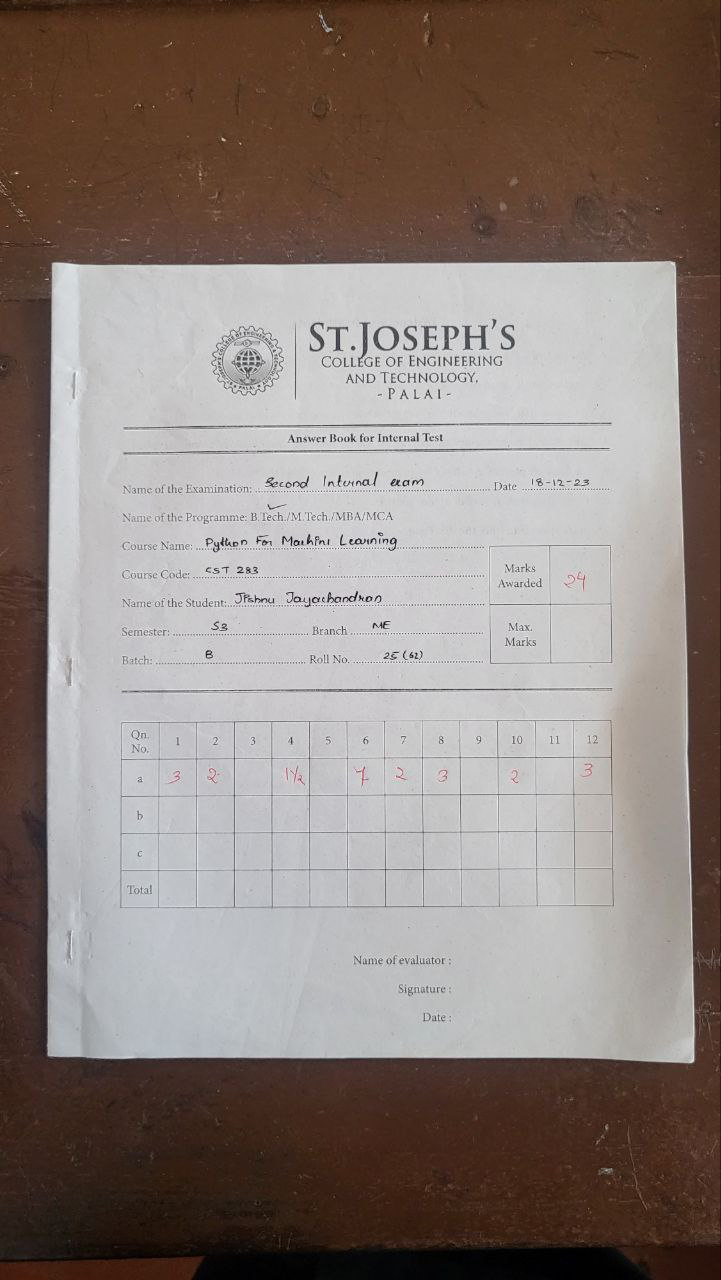 ST.JOSEPH'S
COLLEGE OF ENGINEERING
AND TECHNOLOGY,
- PALAI -
Answer Book for Internal Test
Name of the Examination: Second Internal exam Date 18-12-23
Name of the Programme: B.Tech./M.Tech./MBA/MCA
Course Name: Python For Machine Learning
Course Code: CST 283
Marks Awarded 24
Name of the Student: Jishnu Jayachandran
Semester: S3 Branch ME
Max. Marks
Batch: B Roll No. 25 (62)
Qn. No. 1 2 3 4 5 6 7 8 9 10 11 12
a 3 2 1½ 7 2 3 2 3
b
c
Total
Name of evaluator :
Signature :
Date :